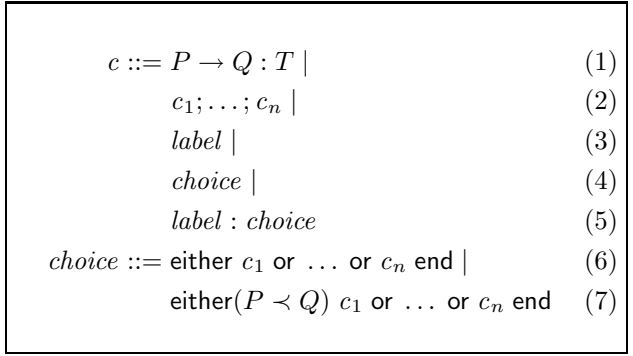 c ::= P → Q : T | (1)
c₁; … ; cₙ | (2)
label | (3)
choice | (4)
label : choice (5)
choice ::= either c₁ or … or cₙ end | (6)
either(P ≺ Q) c₁ or … or cₙ end (7)